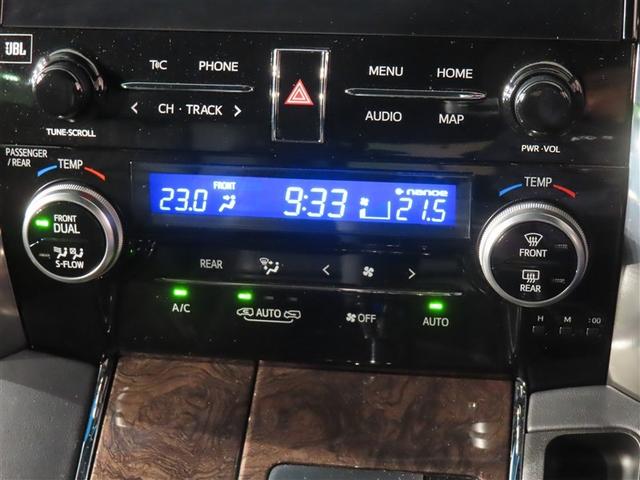 JBL
T&C PHONE
MENU HOME
CH · TRACK
AUDIO MAP
TUNE·SCROLL
PWR · VOL
PASSENGER
/REAR
TEMP
TEMP
FRONT
nanoe
23.0 9:33 21.5
FRONT
DUAL
S-FLOW
FRONT
REAR
REAR
A/C
AUTO
OFF
AUTO
H M :00